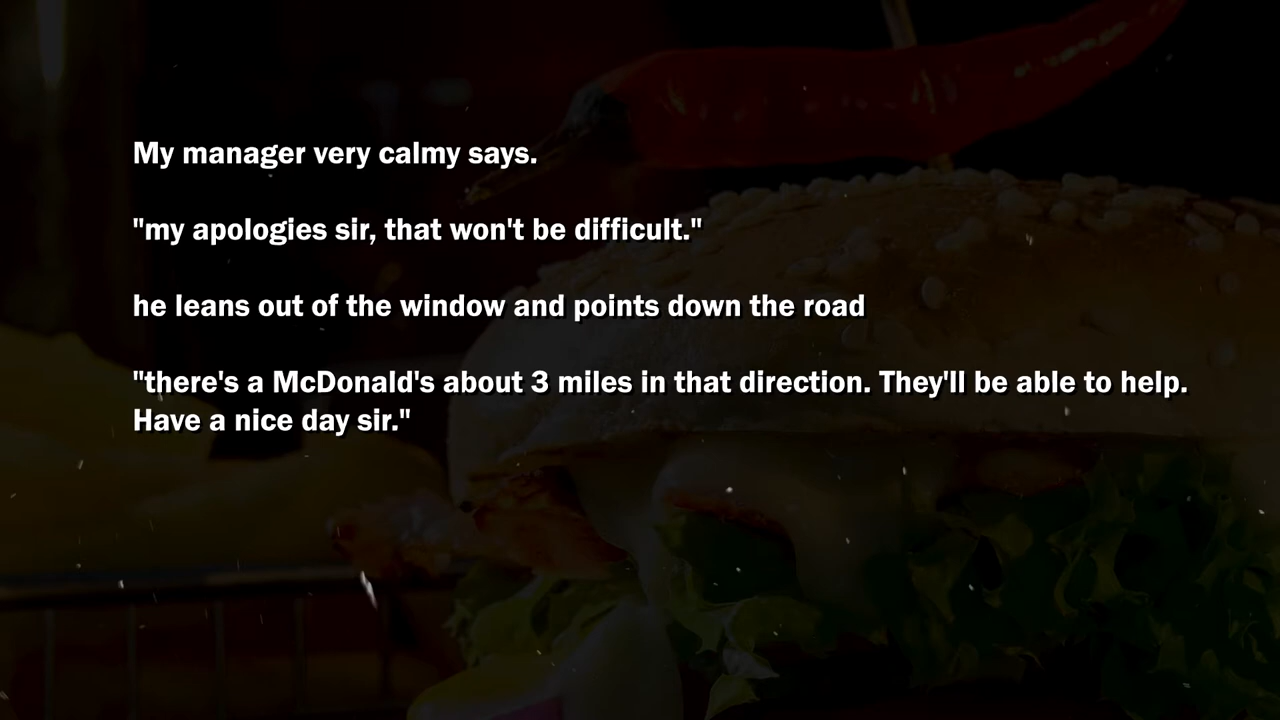 My manager very calmy says.
"my apologies sir, that won't be difficult."
he leans out of the window and points down the road
"there's a McDonald's about 3 miles in that direction. They'll be able to help.
Have a nice day sir."